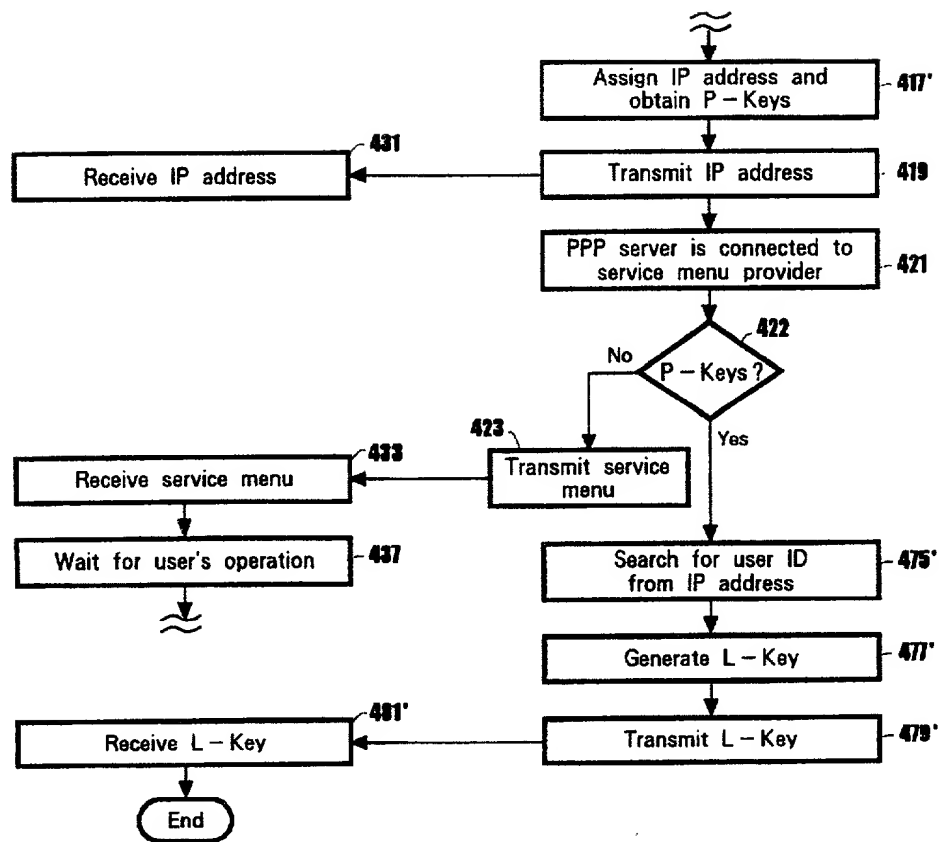 Assign IP address and
obtain P-Keys
417'
431
Receive IP address
Transmit IP address
419
PPP server is connected to
service menu provider
421
422
P-Keys?
No
Yes
423
Transmit service
menu
433
Receive service menu
Wait for user's operation
437
Search for user ID
from IP address
475'
Generate L-Key
477'
481'
Receive L-Key
Transmit L-Key
479'
End